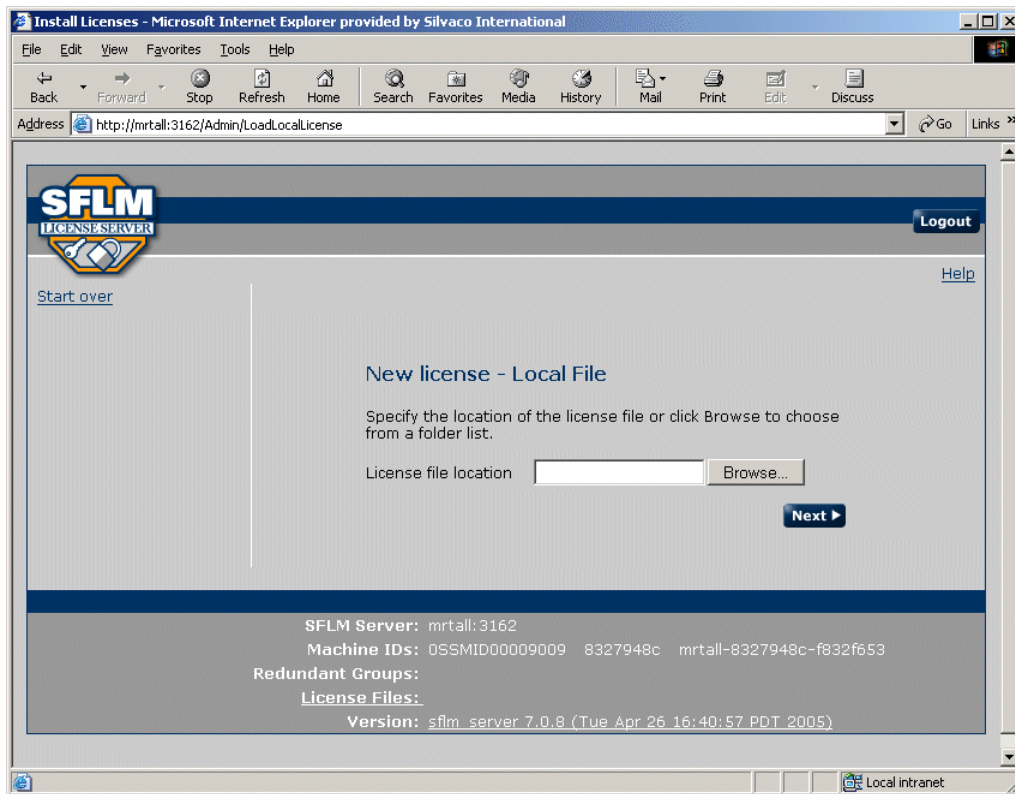 Install Licenses - Microsoft Internet Explorer provided by Silvaco International
File Edit View Favorites Tools Help
Back Forward Stop Refresh Home Search Favorites Media History Mail Print Edit Discuss
Address http://mrtall:3162/Admin/LoadLocalLicense Go Links »
SFLM
LICENSE SERVER
Logout
Help
Start over
New license - Local File
Specify the location of the license file or click Browse to choose
from a folder list.
License file location Browse...
Next
SFLM Server: mrtall:3162
Machine IDs: 0SSMID00009009 8327948c mrtall-8327948c-f832f653
Redundant Groups:
License Files:
Version: sflm_server 7.0.8 (Tue Apr 26 16:40:57 PDT 2005)
Local intranet